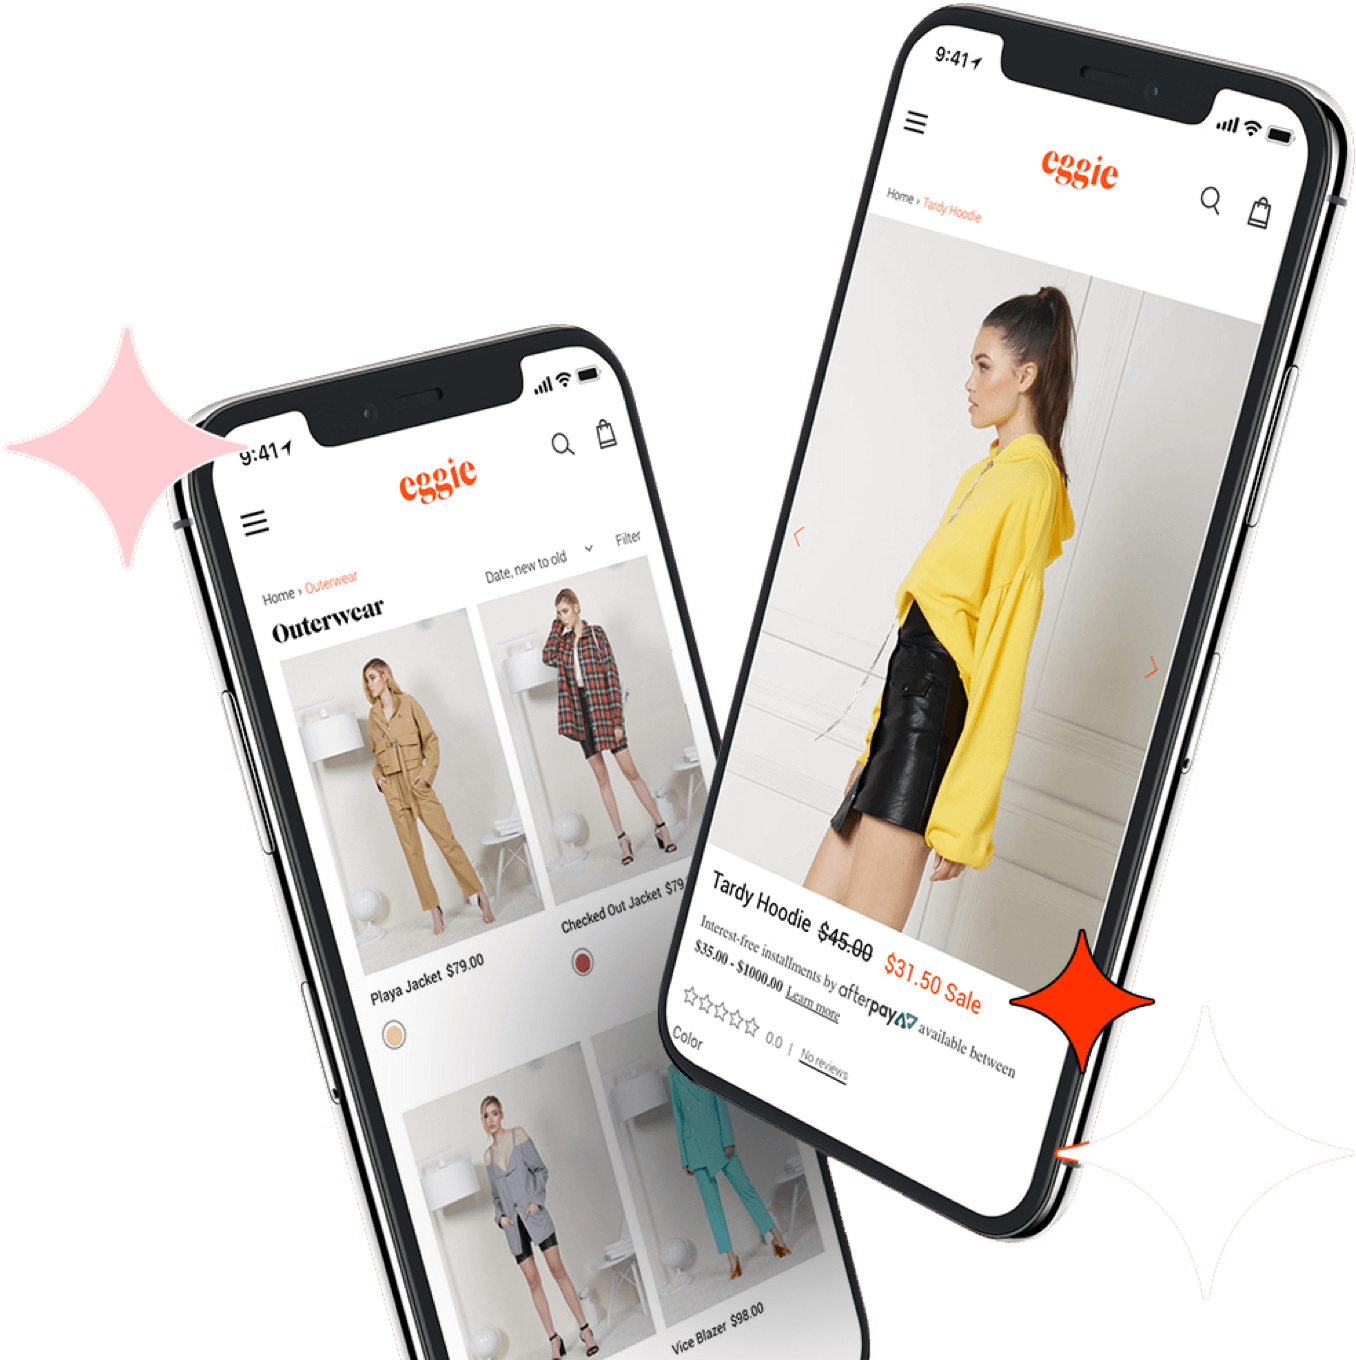 9:41
eggie
Home › Outerwear
Date, new to old
Filter
Outerwear
Playa Jacket $79.00
Checked Out Jacket $79.
Vice Blazer $98.00
9:41
eggie
Home › Tardy Hoodie
Tardy Hoodie $45.00 $31.50 Sale
Interest-free installments by afterpay available between
$35.00 - $1000.00 Learn more
0.0 | No reviews
Color